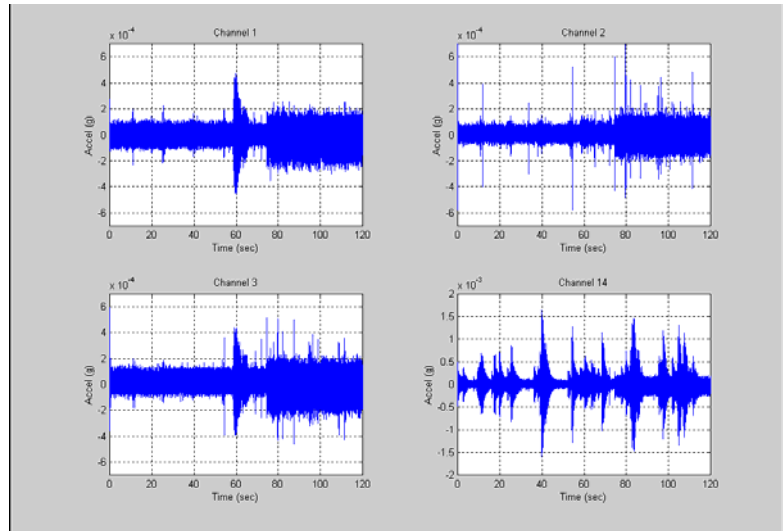 Channel 1
x 10^-4
6
4
2
0
-2
-4
-6
Accel (g)
0 20 40 60 80 100 120
Time (sec)
Channel 2
x 10^-4
6
4
2
0
-2
-4
-6
Accel (g)
0 20 40 60 80 100 120
Time (sec)
Channel 3
x 10^-4
6
4
2
0
-2
-4
-6
Accel (g)
0 20 40 60 80 100 120
Time (sec)
Channel 14
x 10^-3
2
1.5
1
0.5
0
-0.5
-1
-1.5
-2
Accel (g)
0 20 40 60 80 100 120
Time (sec)